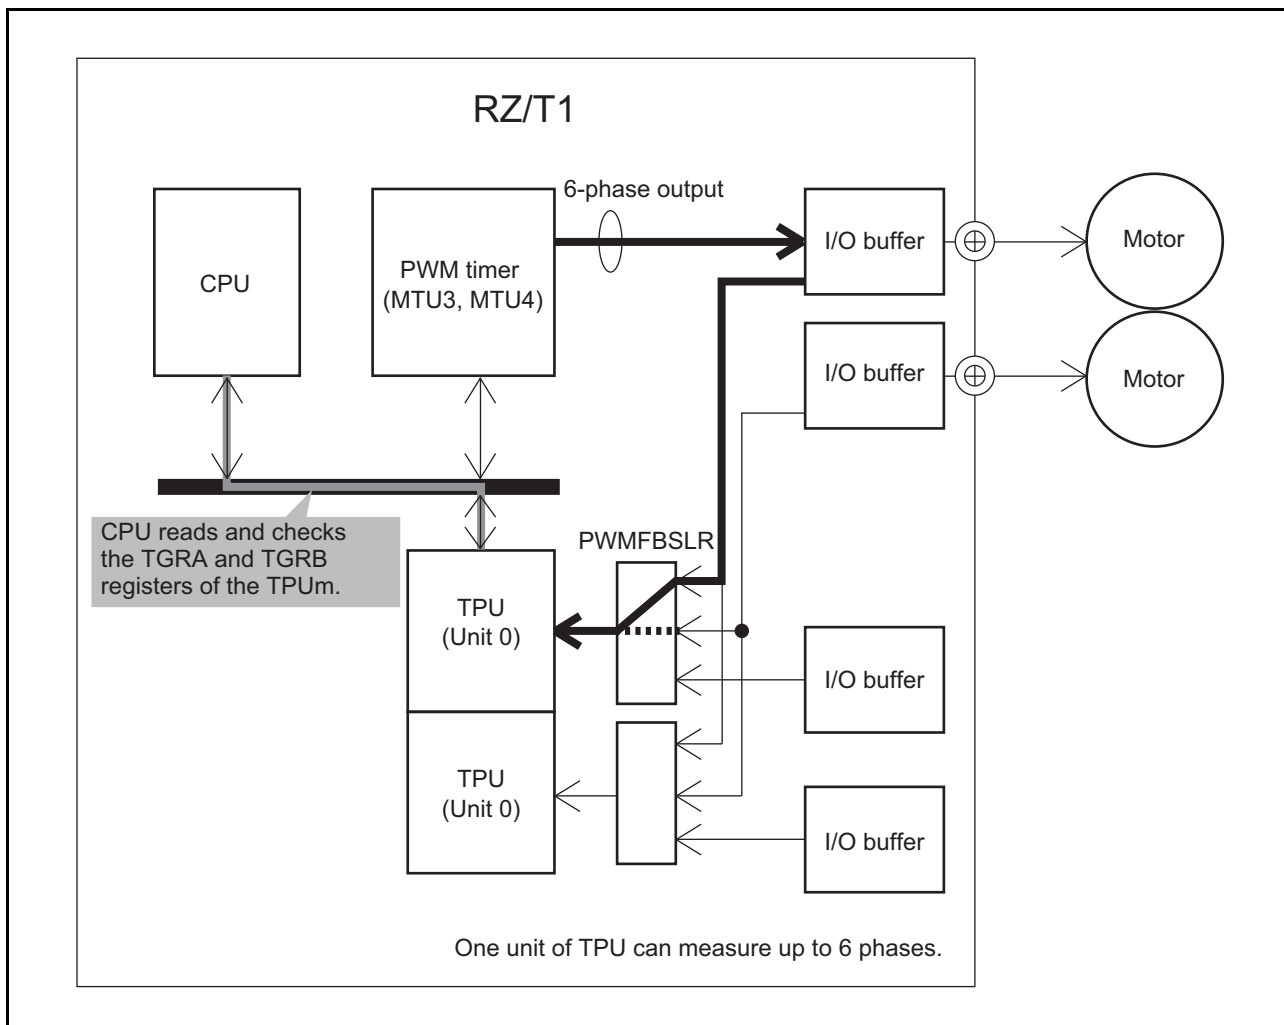 RZ/T1
6-phase output
CPU
PWM timer
(MTU3, MTU4)
I/O buffer
Motor
I/O buffer
Motor
CPU reads and checks
the TGRA and TGRB
registers of the TPUm.
PWMFBSLR
TPU
(Unit 0)
I/O buffer
TPU
(Unit 0)
I/O buffer
One unit of TPU can measure up to 6 phases.